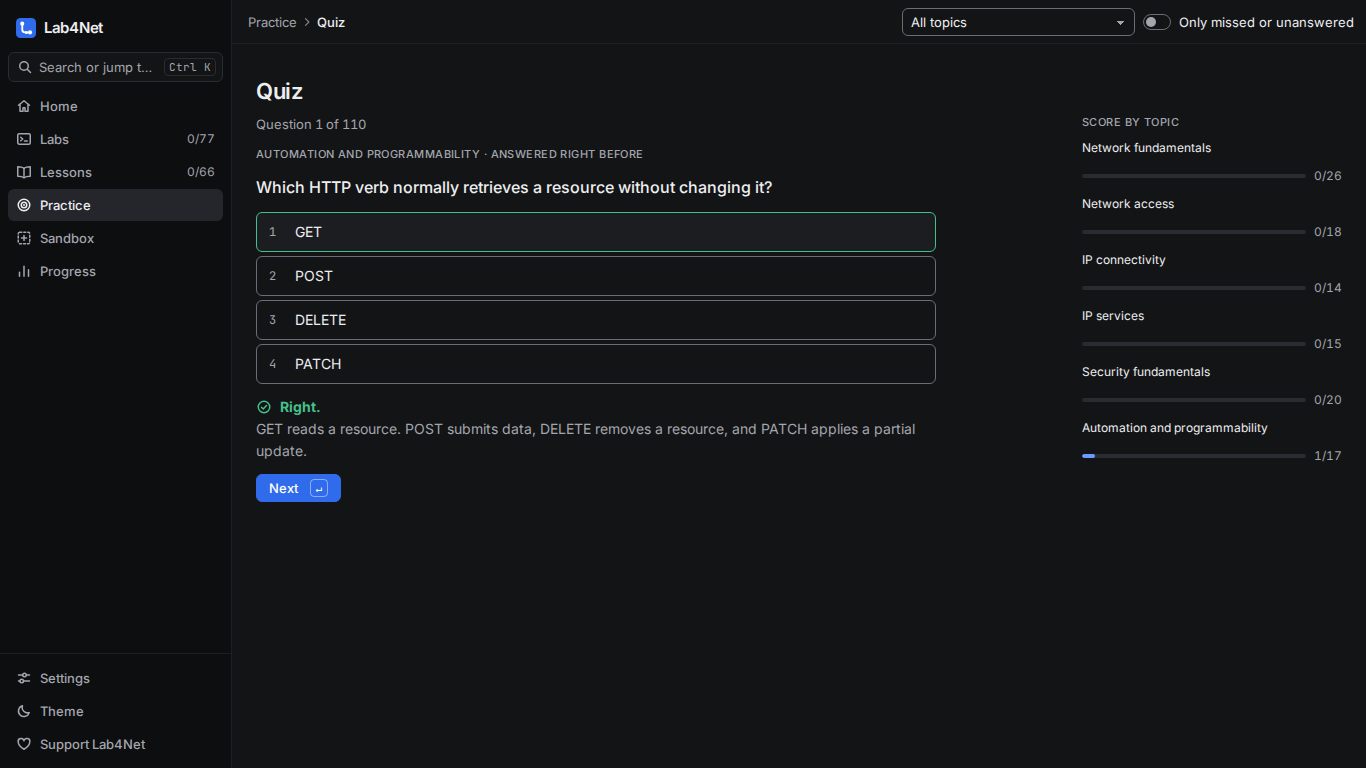 Lab4Net
Search or jump t... Ctrl K
Home
Labs 0/77
Lessons 0/66
Practice
Sandbox
Progress
Settings
Theme
Support Lab4Net
Practice > Quiz
All topics
Only missed or unanswered
Quiz
Question 1 of 110
AUTOMATION AND PROGRAMMABILITY · ANSWERED RIGHT BEFORE
Which HTTP verb normally retrieves a resource without changing it?
1 GET
2 POST
3 DELETE
4 PATCH
Right.
GET reads a resource. POST submits data, DELETE removes a resource, and PATCH applies a partial
update.
Next ↵
SCORE BY TOPIC
Network fundamentals
0/26
Network access
0/18
IP connectivity
0/14
IP services
0/15
Security fundamentals
0/20
Automation and programmability
1/17